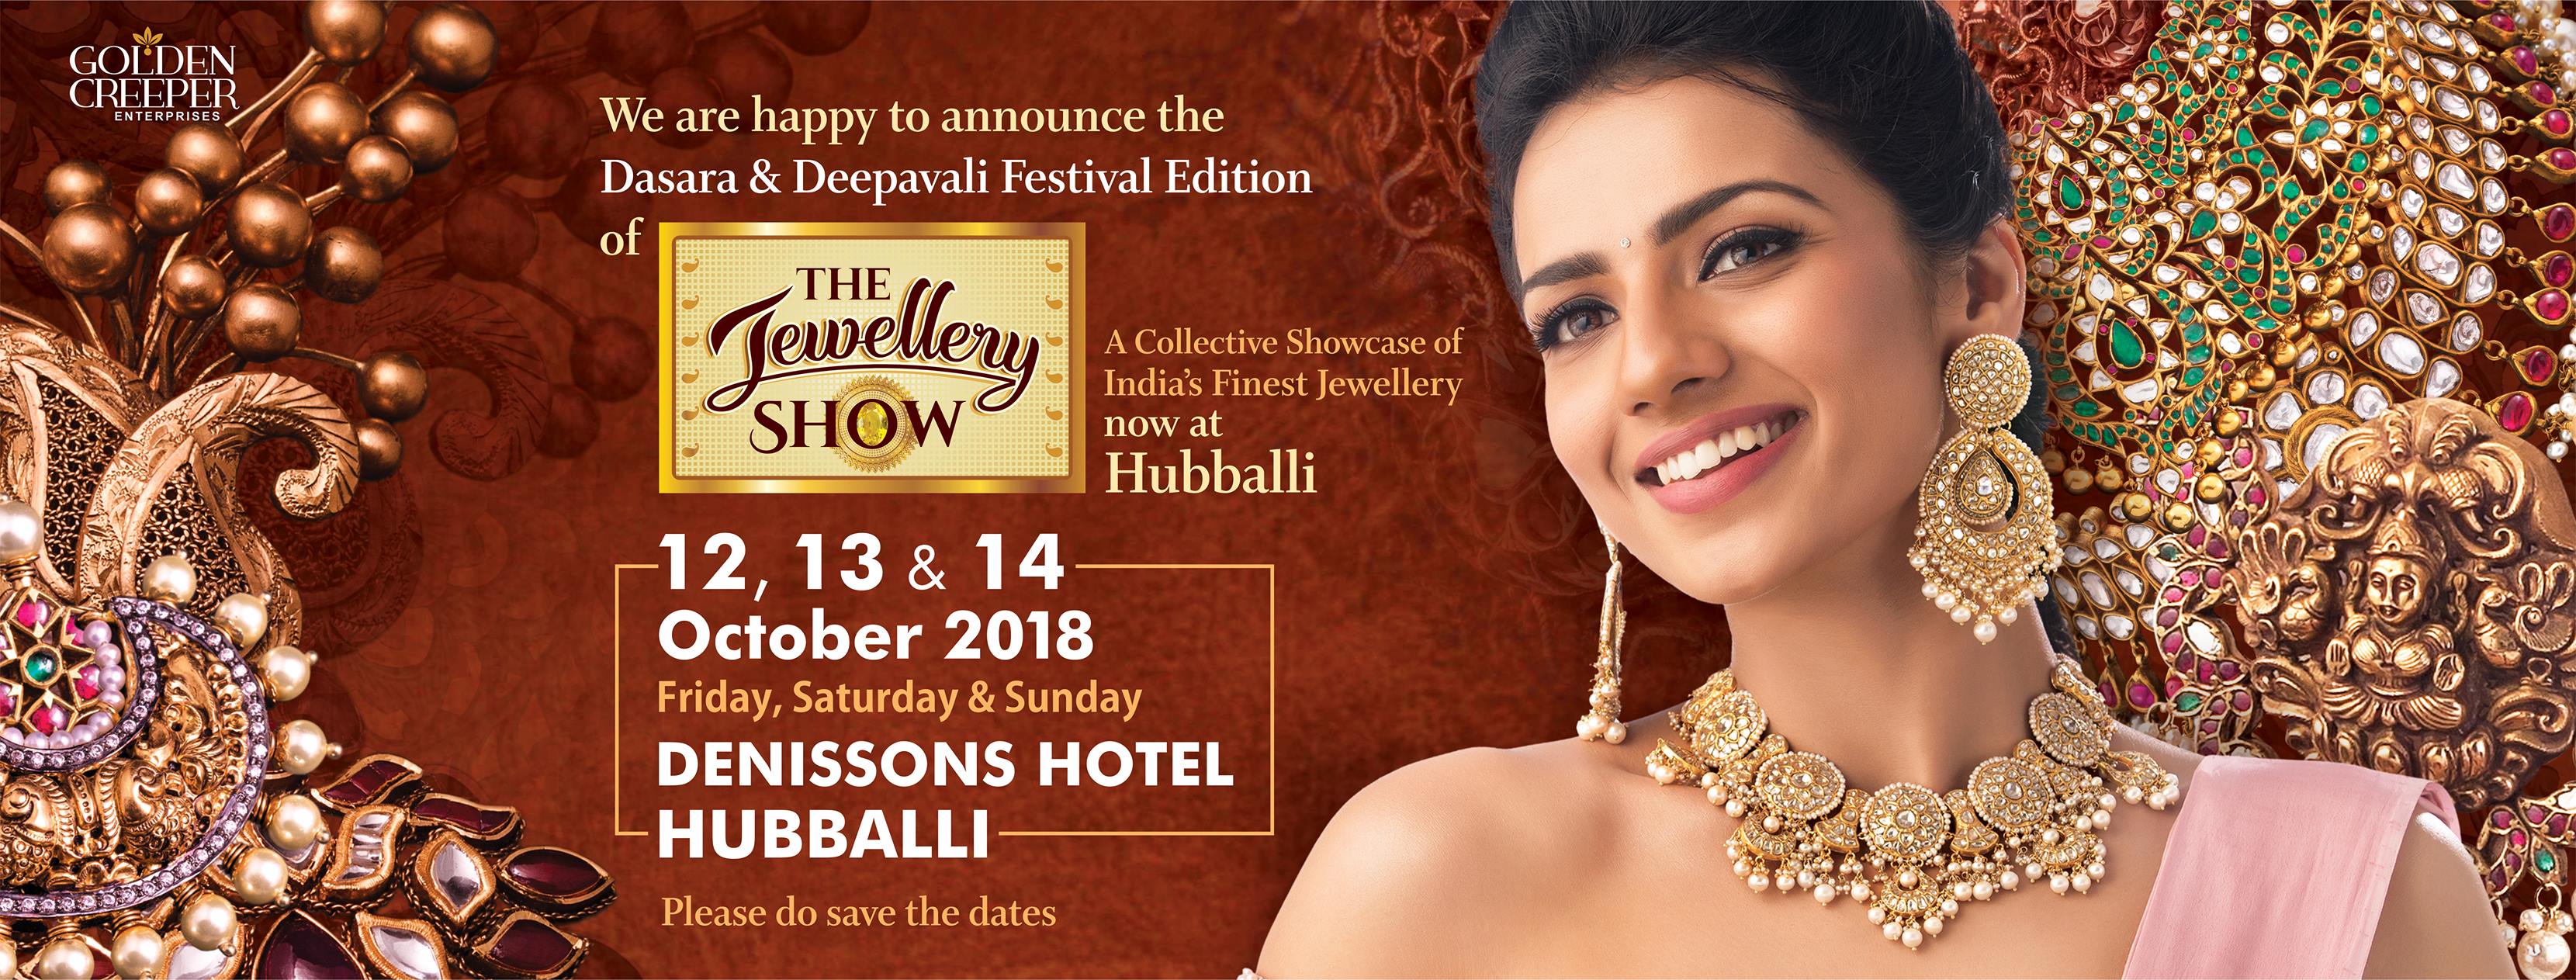 GOLDEN
CREEPER
ENTERPRISES
We are happy to announce the
Dasara & Deepavali Festival Edition
of
THE
Jewellery
SHOW
A Collective Showcase of
India's Finest Jewellery
now at
Hubballi
12, 13 & 14
October 2018
Friday, Saturday & Sunday
DENISSONS HOTEL
HUBBALLI
Please do save the dates